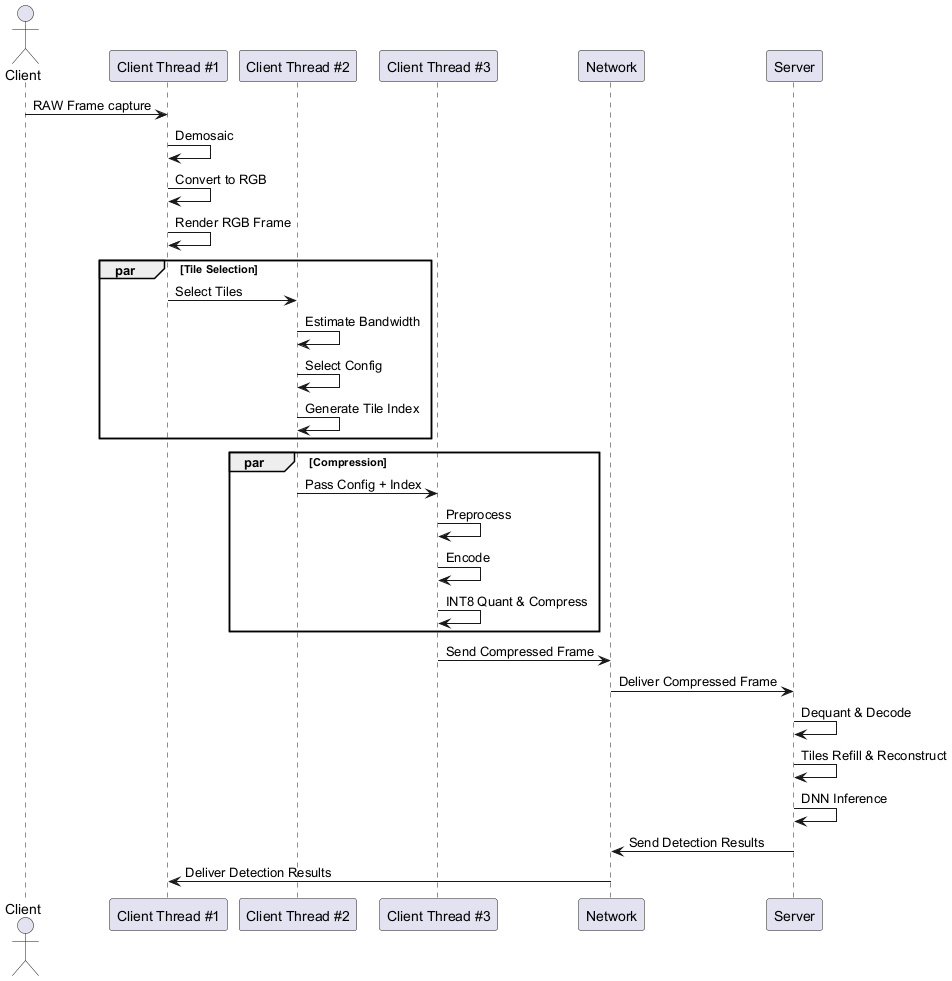 Client
Client Thread #1
Client Thread #2
Client Thread #3
Network
Server
RAW Frame capture
Demosaic
Convert to RGB
Render RGB Frame
par
[Tile Selection]
Select Tiles
Estimate Bandwidth
Select Config
Generate Tile Index
par
[Compression]
Pass Config + Index
Preprocess
Encode
INT8 Quant & Compress
Send Compressed Frame
Deliver Compressed Frame
Dequant & Decode
Tiles Refill & Reconstruct
DNN Inference
Send Detection Results
Deliver Detection Results
Client
Client Thread #1
Client Thread #2
Client Thread #3
Network
Server